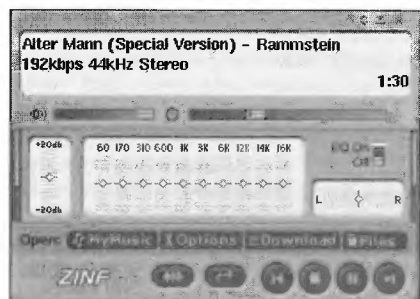 Alter Mann (Special Version) – Rammstein
192kbps 44kHz Stereo
1:30
+20db
60 170 310 600 1K 3K 6K 12K 14K 16K
EQ On
Off
L R
-20db
Open: MyMusic Options Download Files
ZINF